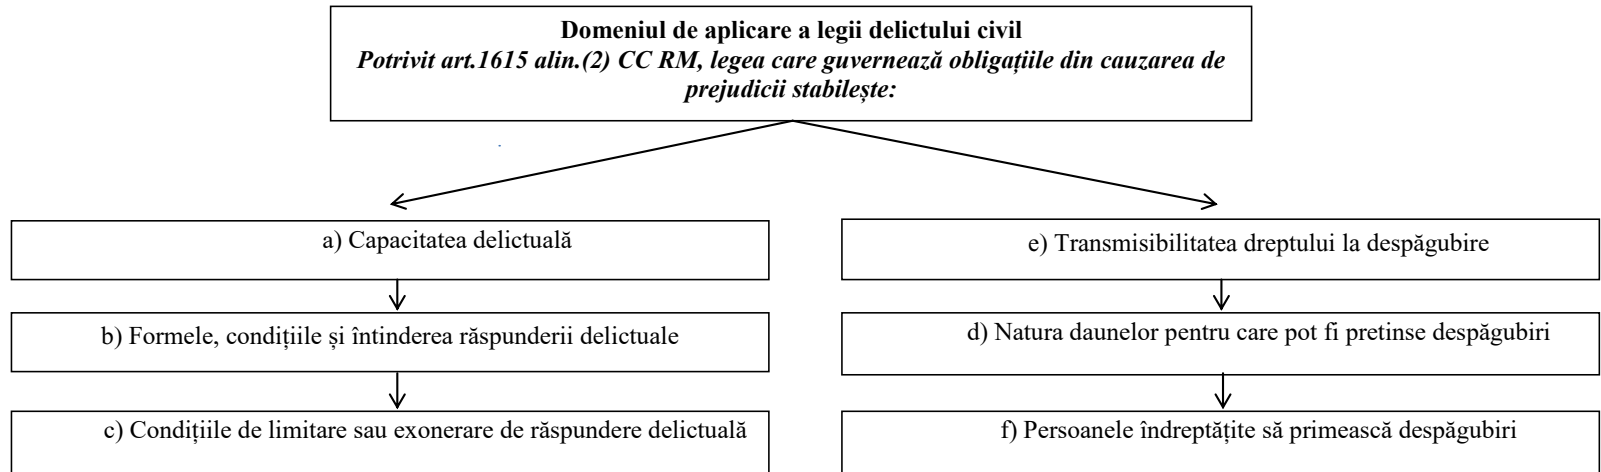 Domeniul de aplicare a legii delictului civil
Potrivit art.1615 alin.(2) CC RM, legea care guvernează obligațiile din cauzarea de
prejudicii stabilește:
a) Capacitatea delictuală
b) Formele, condițiile și întinderea răspunderii delictuale
c) Condițiile de limitare sau exonerare de răspundere delictuală
e) Transmisibilitatea dreptului la despăgubire
d) Natura daunelor pentru care pot fi pretinse despăgubiri
f) Persoanele îndreptățite să primească despăgubiri